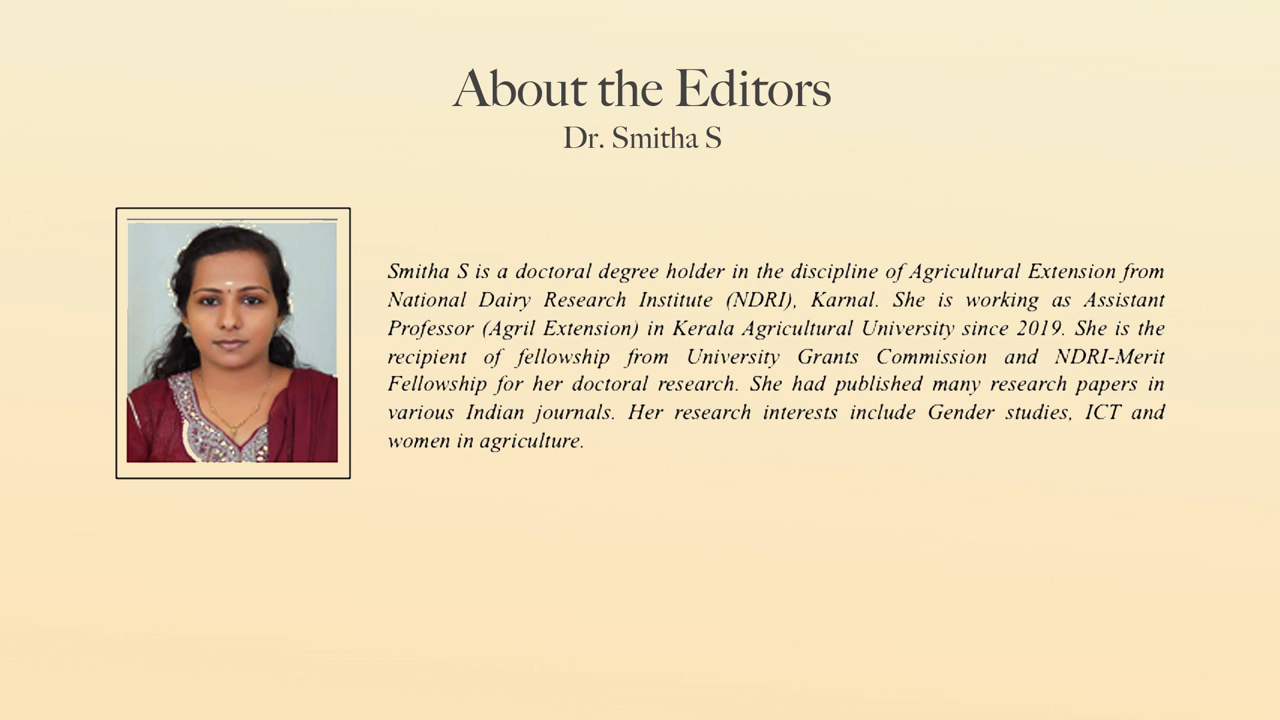 About the Editors
Dr. Smitha S
Smitha S is a doctoral degree holder in the discipline of Agricultural Extension from
National Dairy Research Institute (NDRI), Karnal. She is working as Assistant
Professor (Agril Extension) in Kerala Agricultural University since 2019. She is the
recipient of fellowship from University Grants Commission and NDRI-Merit
Fellowship for her doctoral research. She had published many research papers in
various Indian journals. Her research interests include Gender studies, ICT and
women in agriculture.